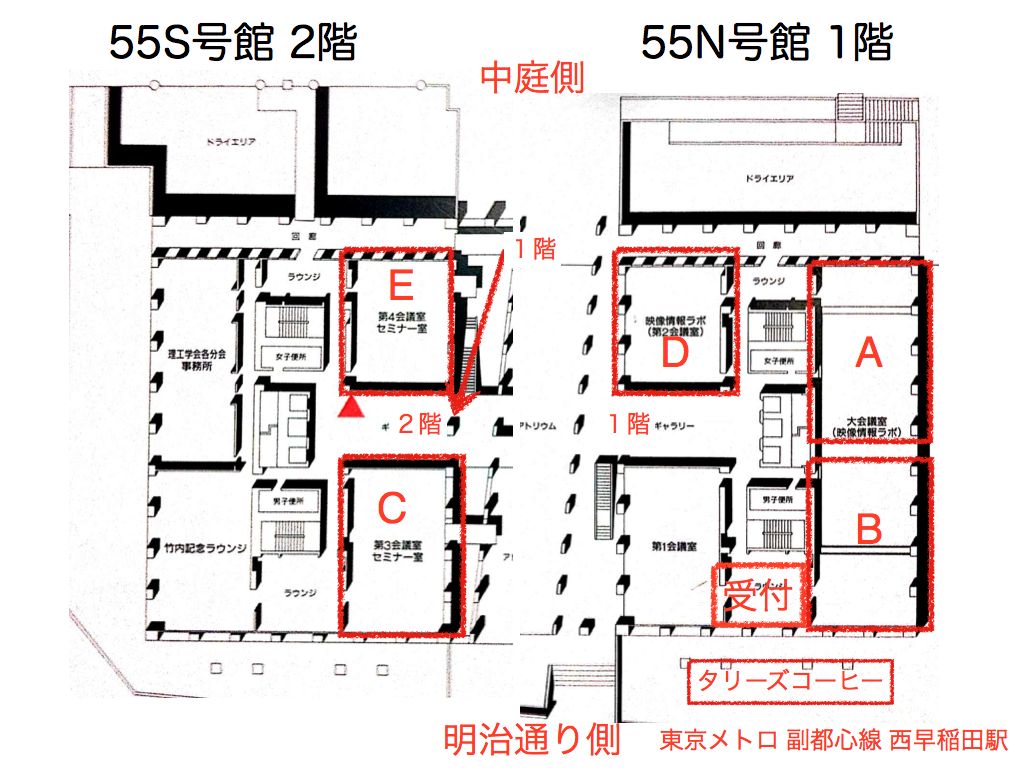 55S号館 2階
55N号館 1階
中庭側
ドライエリア
ドライエリア
回廊
1階
回廊
ラウンジ
E
第4会議室
セミナー室
ラウンジ
映像情報ラボ
(第2会議室)
D
A
理工学会各分会
事務所
女子便所
女子便所
2階
アトリウム
1階
ギャラリー
大会議室
(映像情報ラボ)
男子便所
C
男子便所
B
竹内記念ラウンジ
第3会議室
セミナー室
第1会議室
ラウンジ
受付
タリーズコーヒー
明治通り側
東京メトロ 副都心線 西早稲田駅